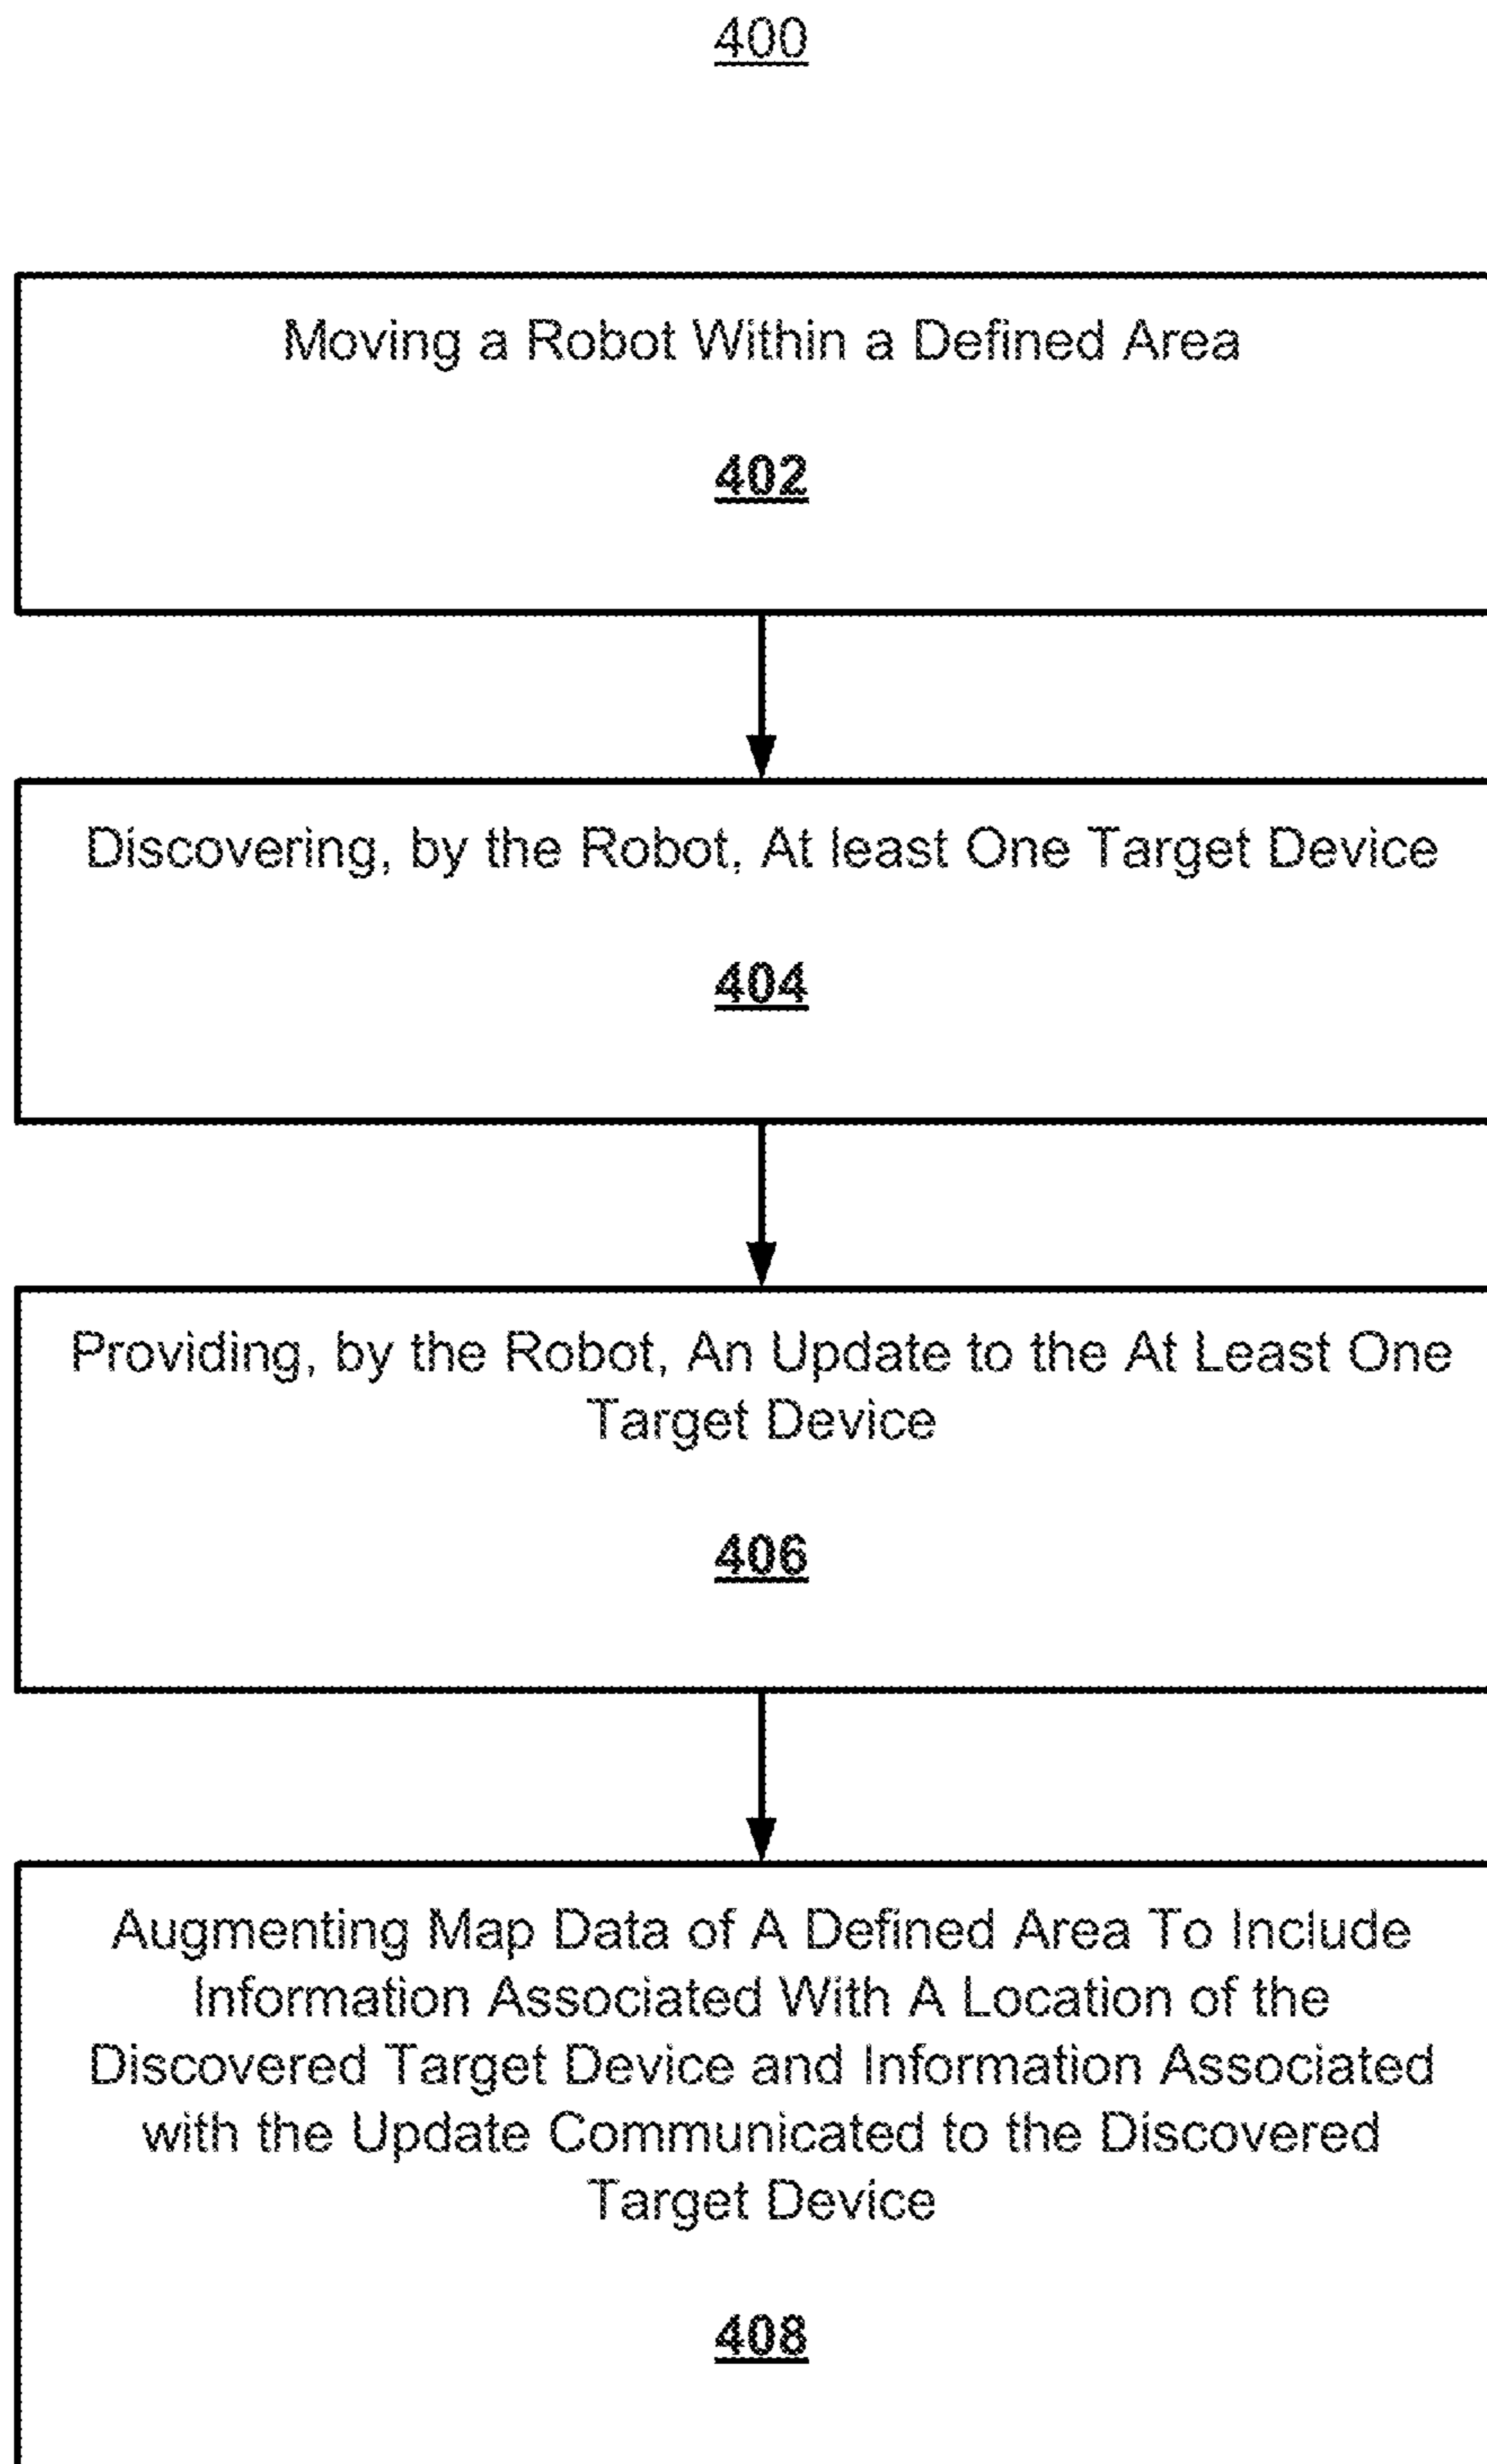 400
Moving a Robot Within a Defined Area
402
Discovering, by the Robot, At least One Target Device
404
Providing, by the Robot, An Update to the At Least One
Target Device
406
Augmenting Map Data of A Defined Area To Include
Information Associated With A Location of the
Discovered Target Device and Information Associated
with the Update Communicated to the Discovered
Target Device
408